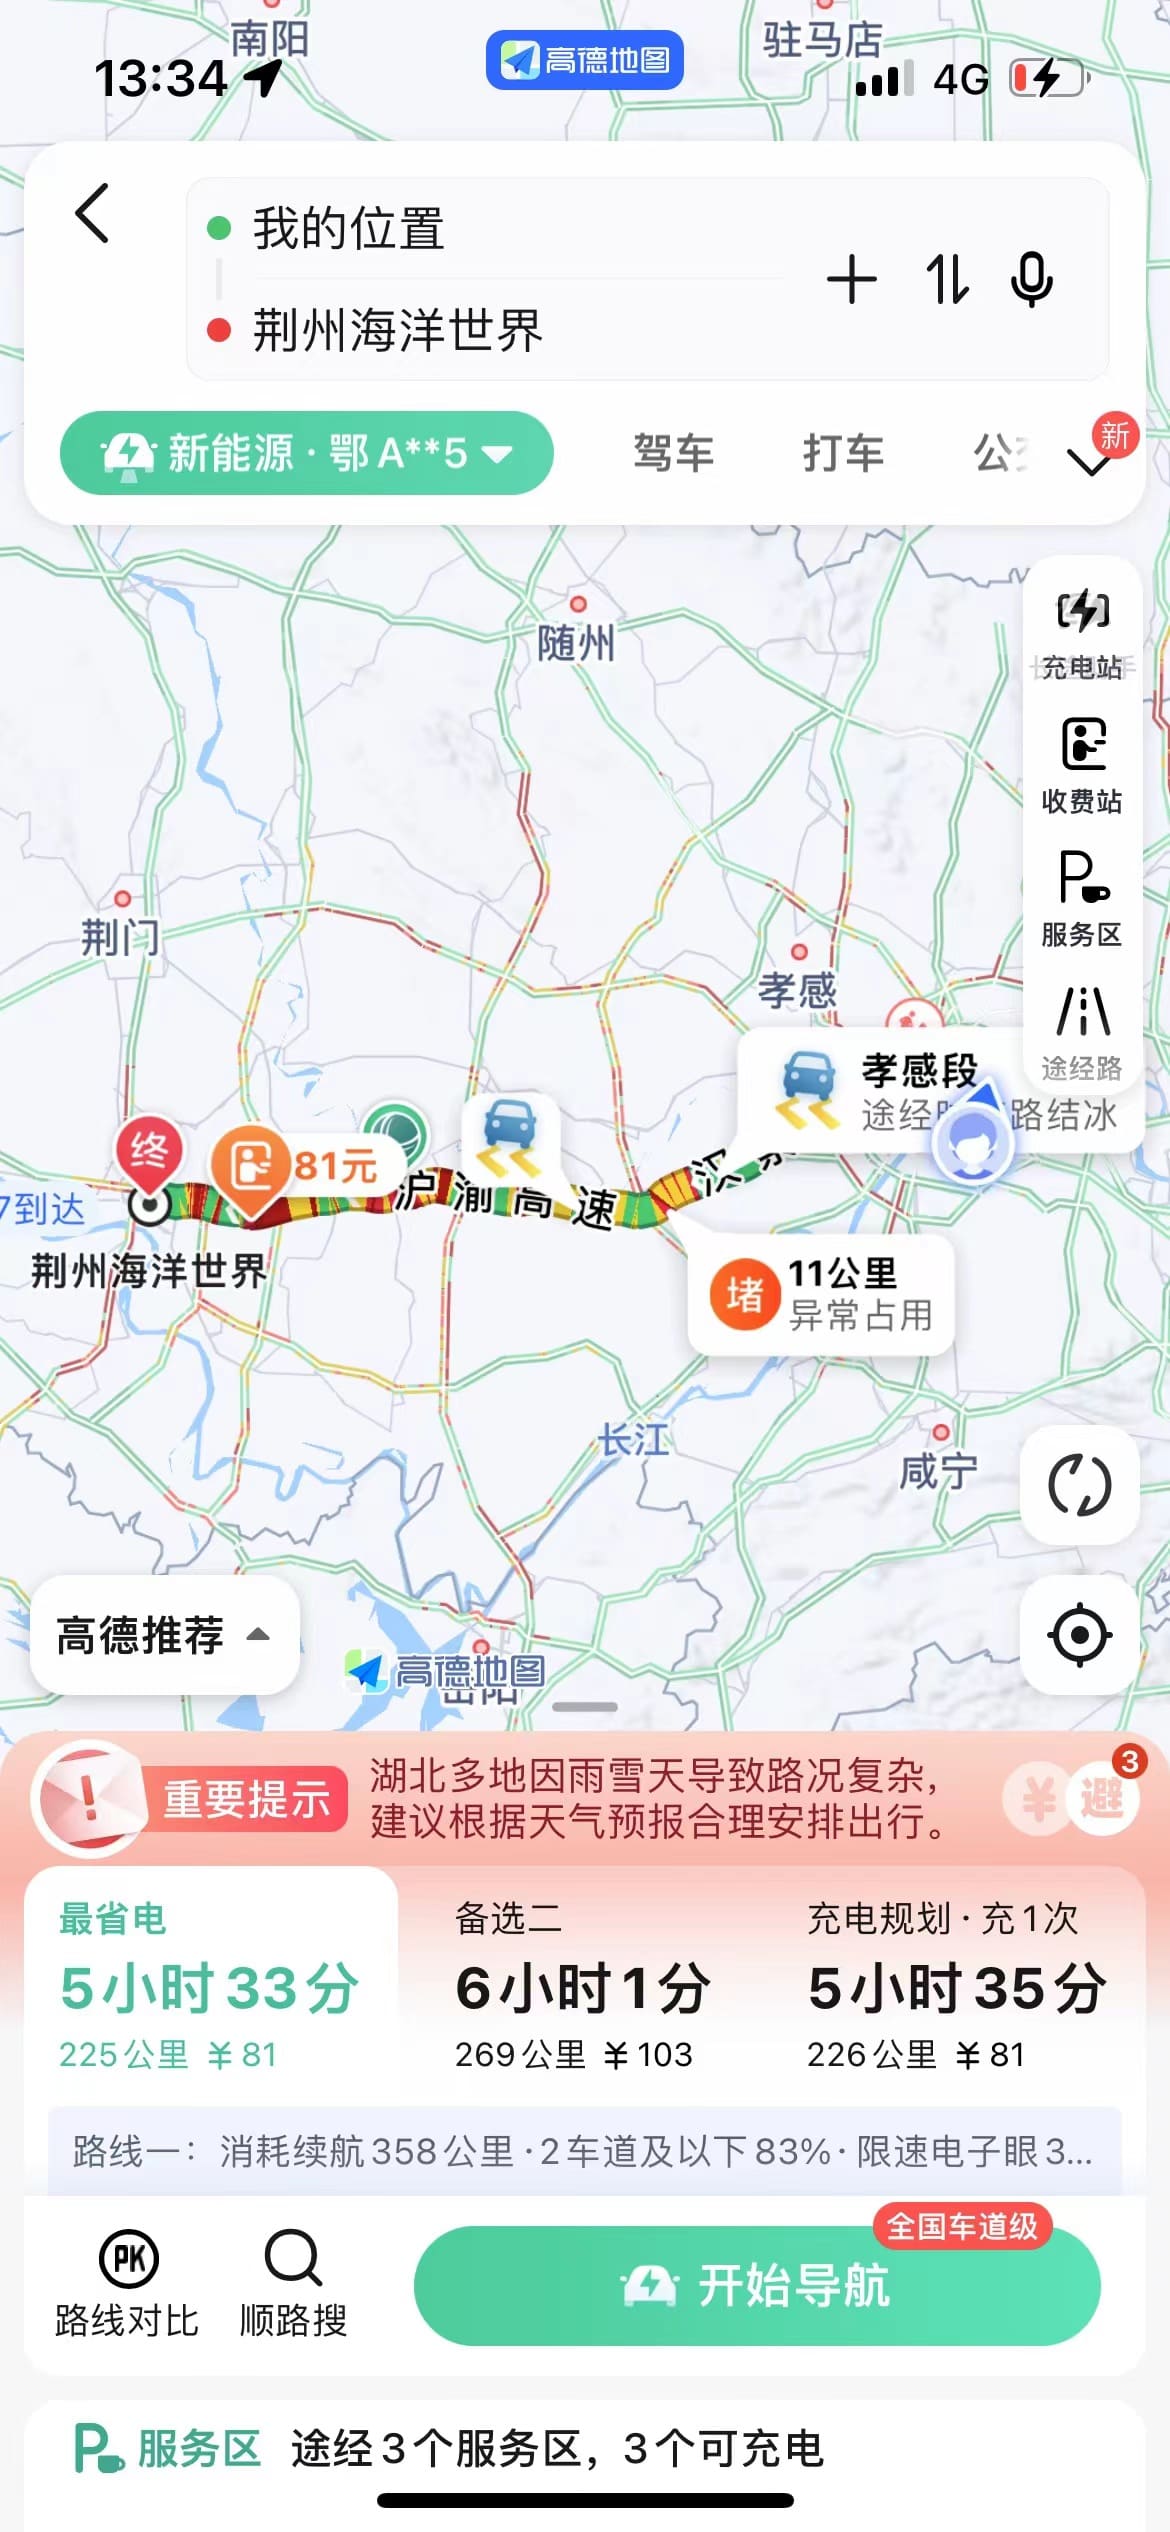 南阳
驻马店
高德地图
13:34
4G
我的位置
荆州海洋世界
新能源·鄂A**5
驾车
打车
新
随州
充电站
收费站
荆门
服务区
孝感
途经路
孝感段
路结冰
终
81元
沪渝高速
汉
7到达
荆州海洋世界
堵
11公里
异常占用
长江
咸宁
高德推荐
高德地图
岳阳
重要提示
湖北多地因雨雪天导致路况复杂，
建议根据天气预报合理安排出行。
¥
避
3
最省电
5小时33分
225公里 ¥81
备选二
6小时1分
269公里 ¥103
充电规划·充1次
5小时35分
226公里 ¥81
路线一：消耗续航358公里·2车道及以下83%·限速电子眼3...
全国车道级
PK
路线对比
顺路搜
开始导航
服务区
途经3个服务区，3个可充电